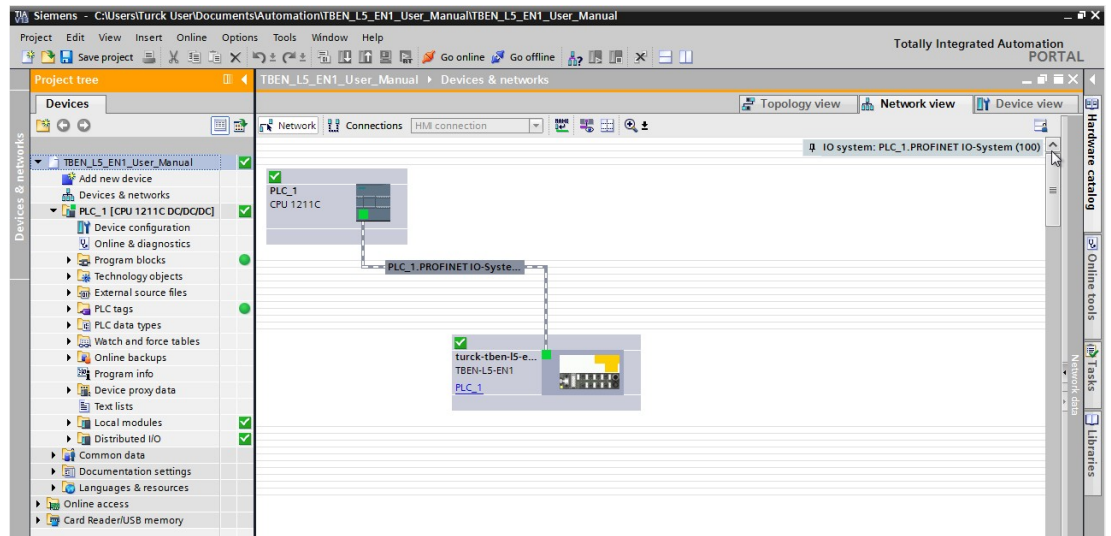 Siemens - C:\Users\Turck User\Documents\Automation\TBEN_L5_EN1_User_Manual\TBEN_L5_EN1_User_Manual
Project Edit View Insert Online Options Tools Window Help
Totally Integrated Automation
PORTAL
Save project
Go online
Go offline
Project tree
TBEN_L5_EN1_User_Manual
Devices & networks
Devices
Topology view
Network view
Device view
Network
Connections
HMI connection
IO system: PLC_1.PROFINET IO-System (100)
TBEN_L5_EN1_User_Manual
Add new device
Devices & networks
PLC_1 [CPU 1211C DC/DC/DC]
Device configuration
Online & diagnostics
Program blocks
Technology objects
External source files
PLC tags
PLC data types
Watch and force tables
Online backups
Program info
Device proxy data
Text lists
Local modules
Distributed I/O
Common data
Documentation settings
Languages & resources
Online access
Card Reader/USB memory
PLC_1
CPU 1211C
PLC_1.PROFINET IO-Syste...
turck-tben-l5-e...
TBEN-L5-EN1
PLC_1
Devices & networks
Network data
Hardware catalog
Online tools
Tasks
Libraries